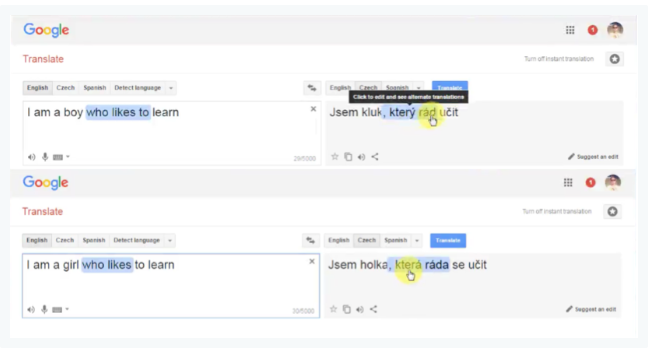 Google
1
Translate
Turn off instant translation
English Czech Spanish Detect language
English Czech Spanish Translate
Click to edit and see alternate translations
I am a boy who likes to learn
Jsem kluk, který rád učit
29/5000
Suggest an edit
Google
1
Translate
Turn off instant translation
English Czech Spanish Detect language
English Czech Spanish Translate
I am a girl who likes to learn
Jsem holka, která ráda se učit
30/5000
Suggest an edit